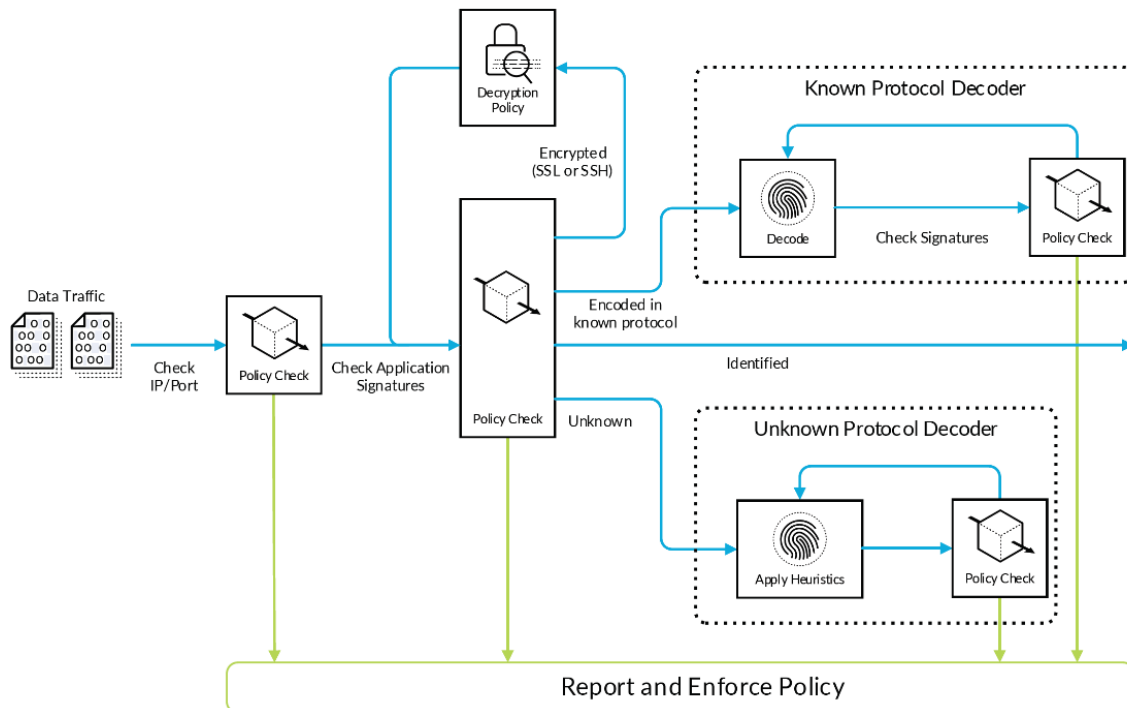 Decryption
Policy
Encrypted
(SSL or SSH)
Known Protocol Decoder
Decode
Check Signatures
Policy Check
Data Traffic
Check
IP/Port
Policy Check
Check Application
Signatures
Policy Check
Encoded in
known protocol
Identified
Unknown
Unknown Protocol Decoder
Apply Heuristics
Policy Check
Report and Enforce Policy